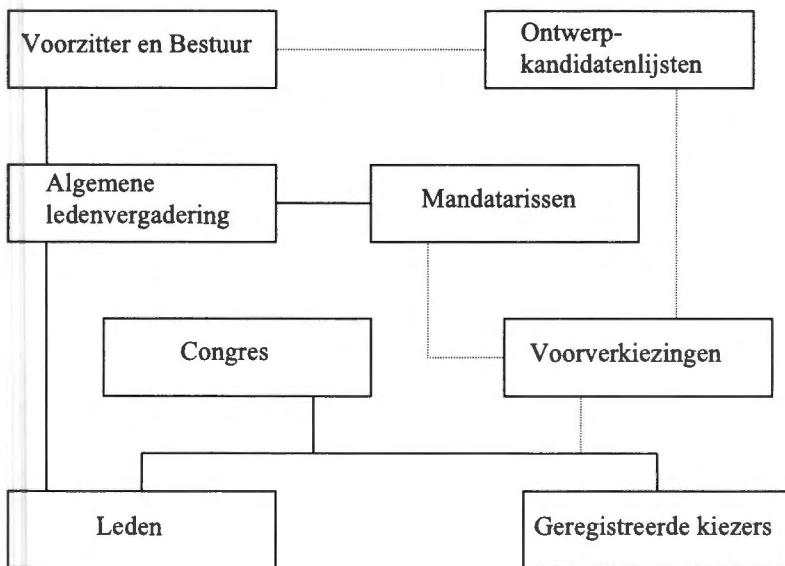 Voorzitter en Bestuur
Ontwerp-
kandidatenlijsten
Algemene
ledenvergadering
Mandatarissen
Congres
Voorverkiezingen
Leden
Geregistreerde kiezers